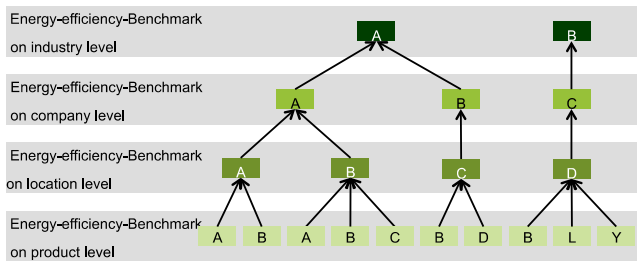 Energy-efficiency-Benchmark
on industry level
A B
Energy-efficiency-Benchmark
on company level
A B C
Energy-efficiency-Benchmark
on location level
A B C D
Energy-efficiency-Benchmark
on product level
A B A B C B D B L Y